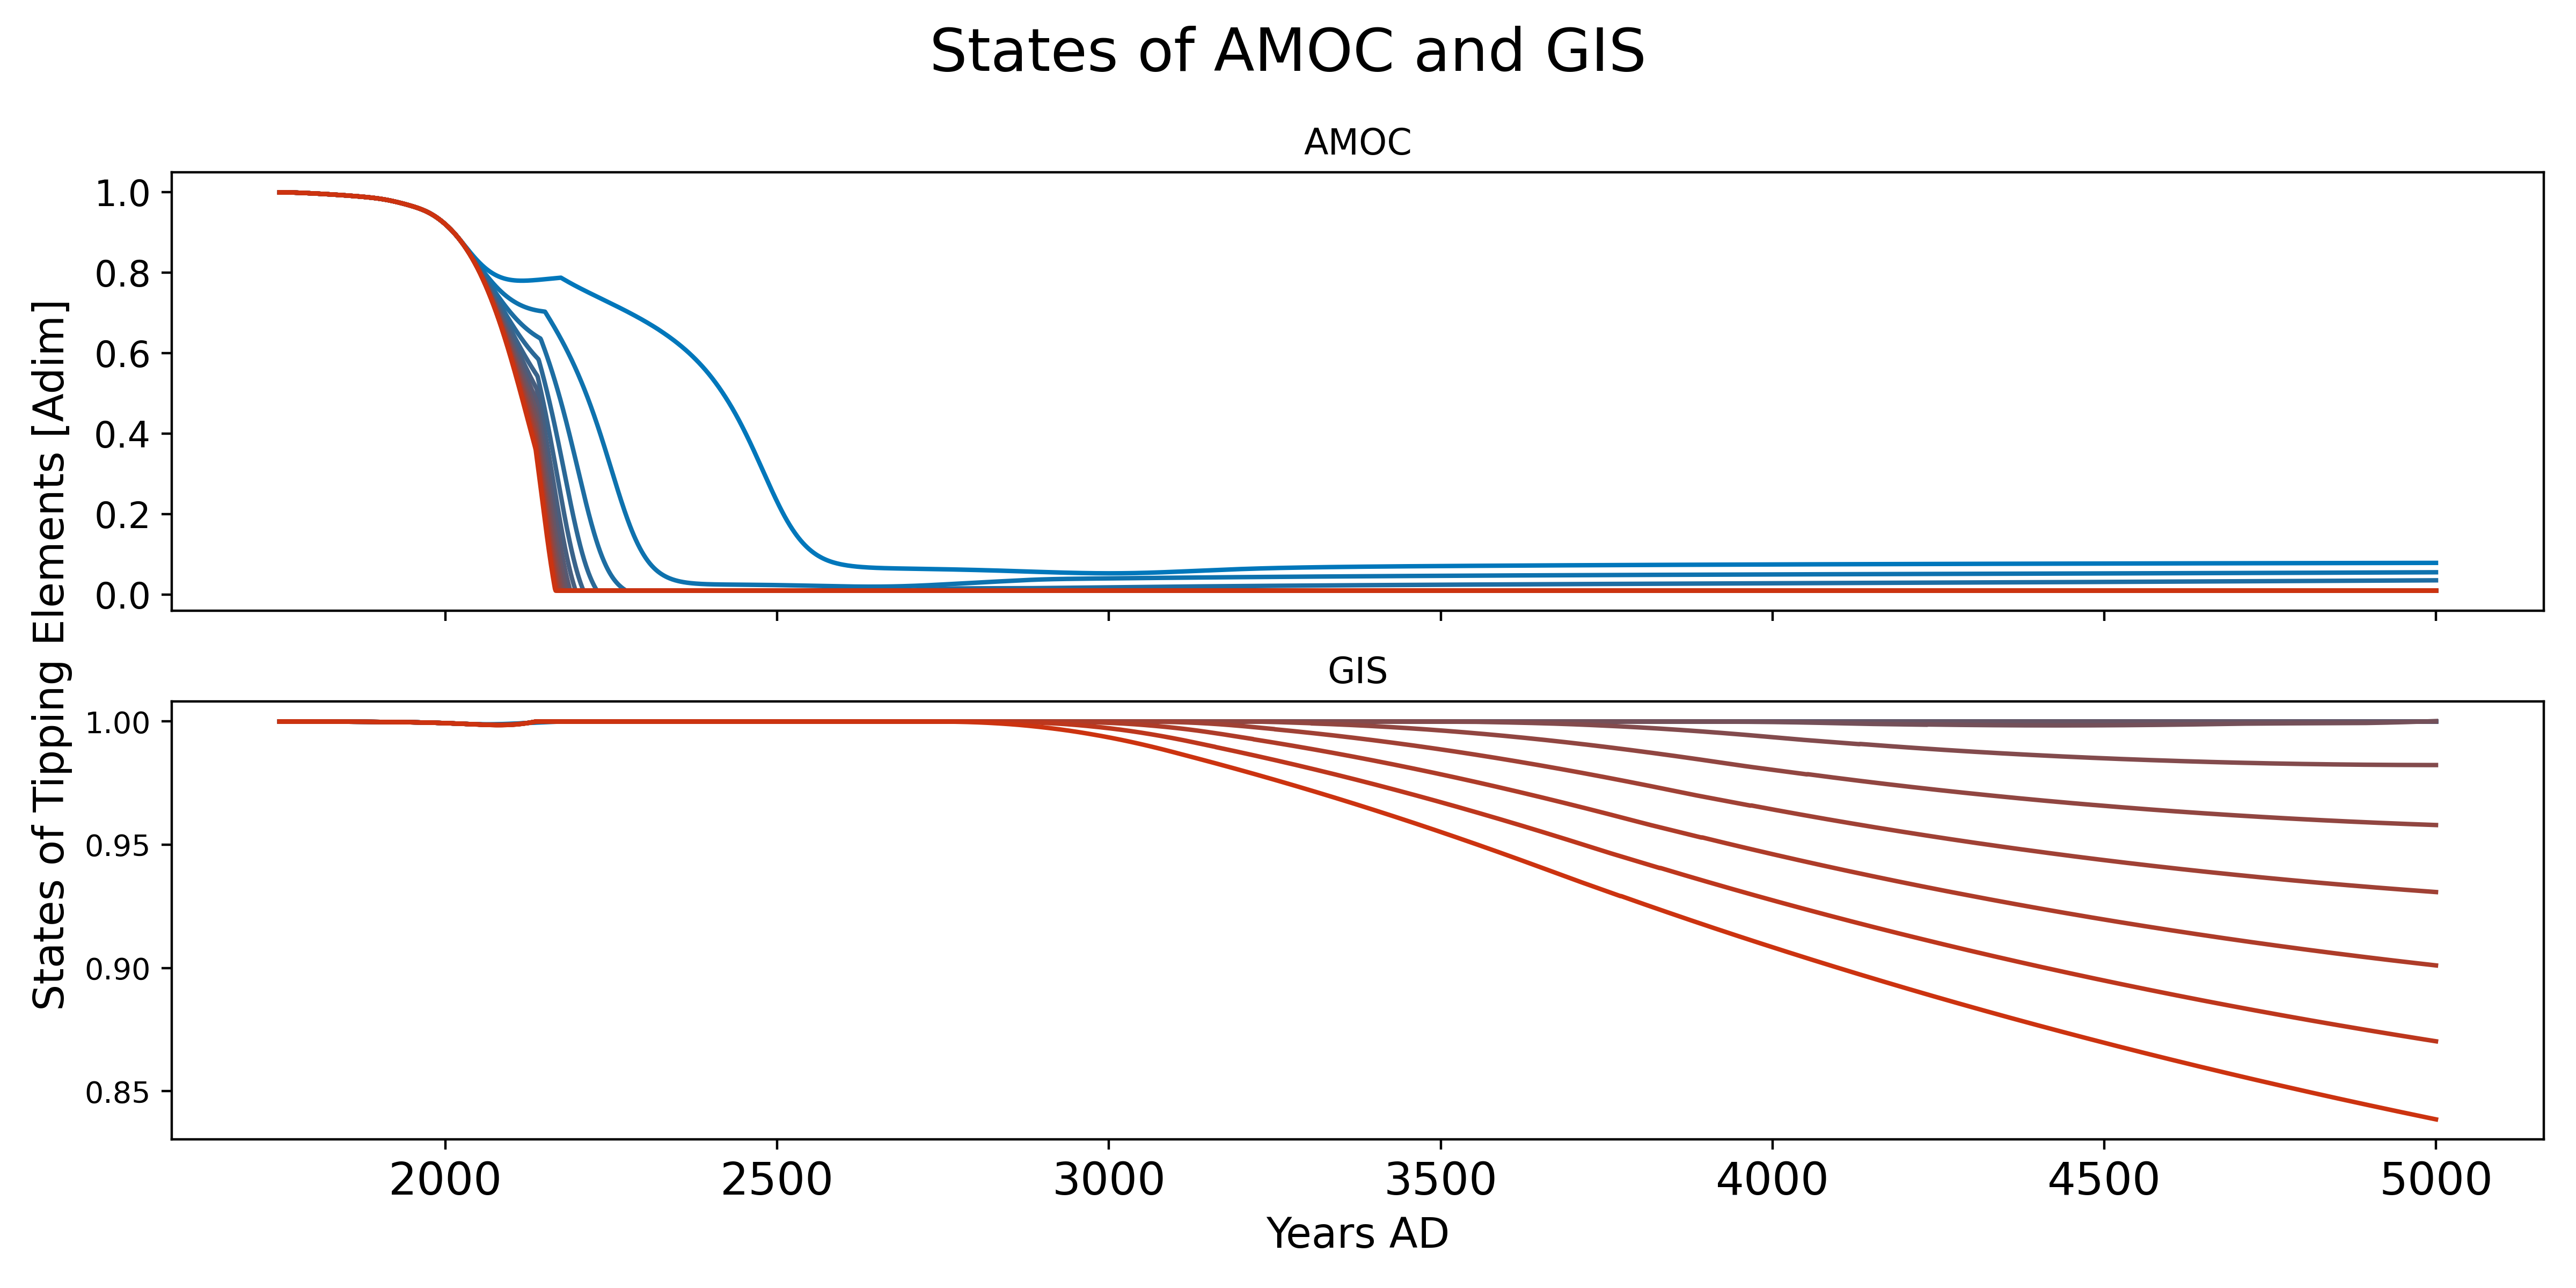 States of AMOC and GIS
AMOC
1.0
0.8
0.6
0.4
0.2
0.0
States of Tipping Elements [Adim]
GIS
1.00
0.95
0.90
0.85
2000 2500 3000 3500 4000 4500 5000
Years AD